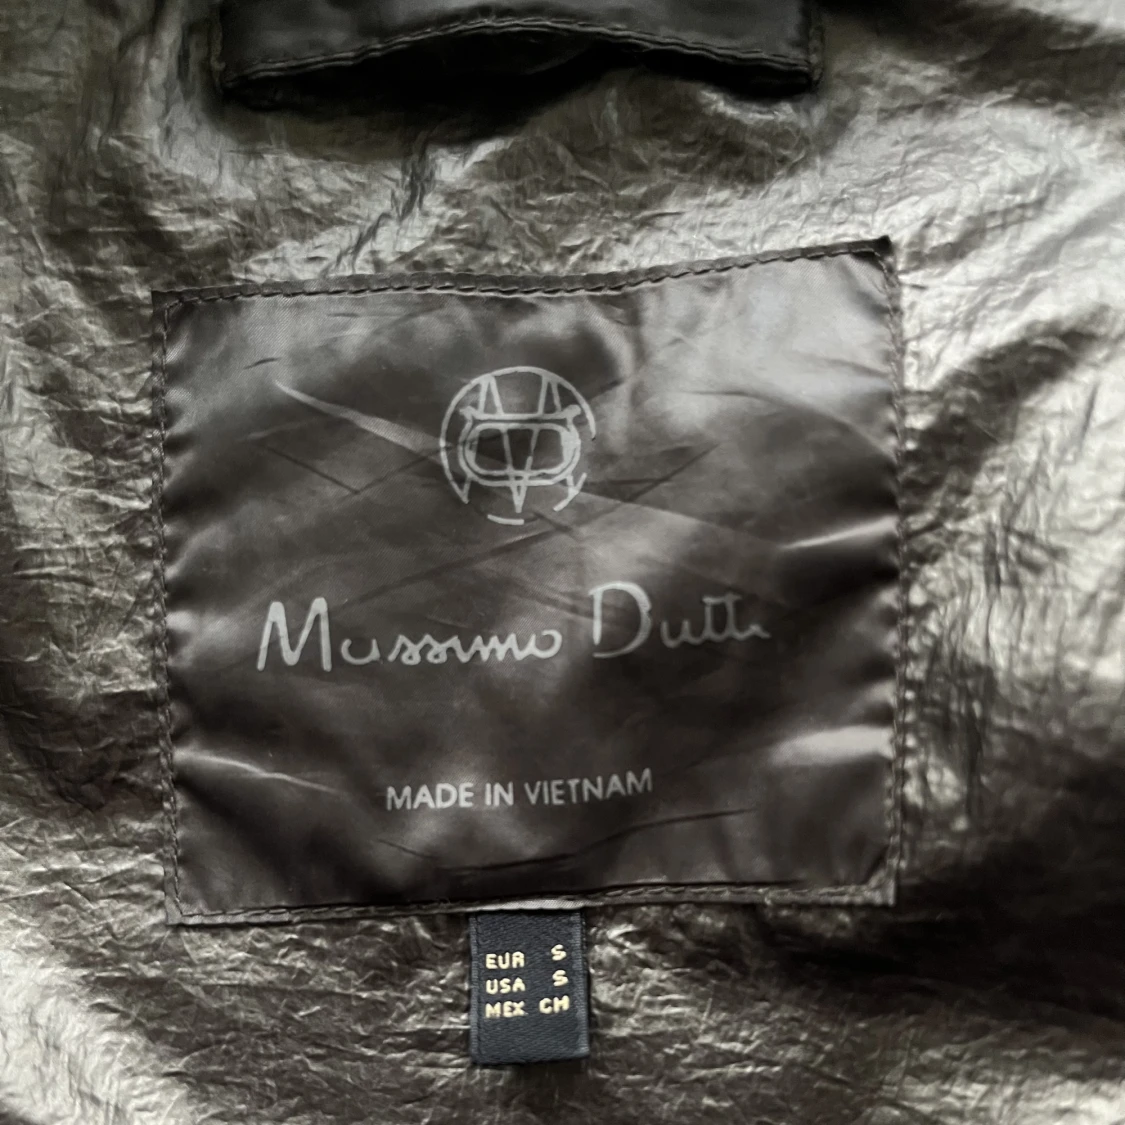 Massimo Dutti
MADE IN VIETNAM
EUR S
USA S
MEX CH